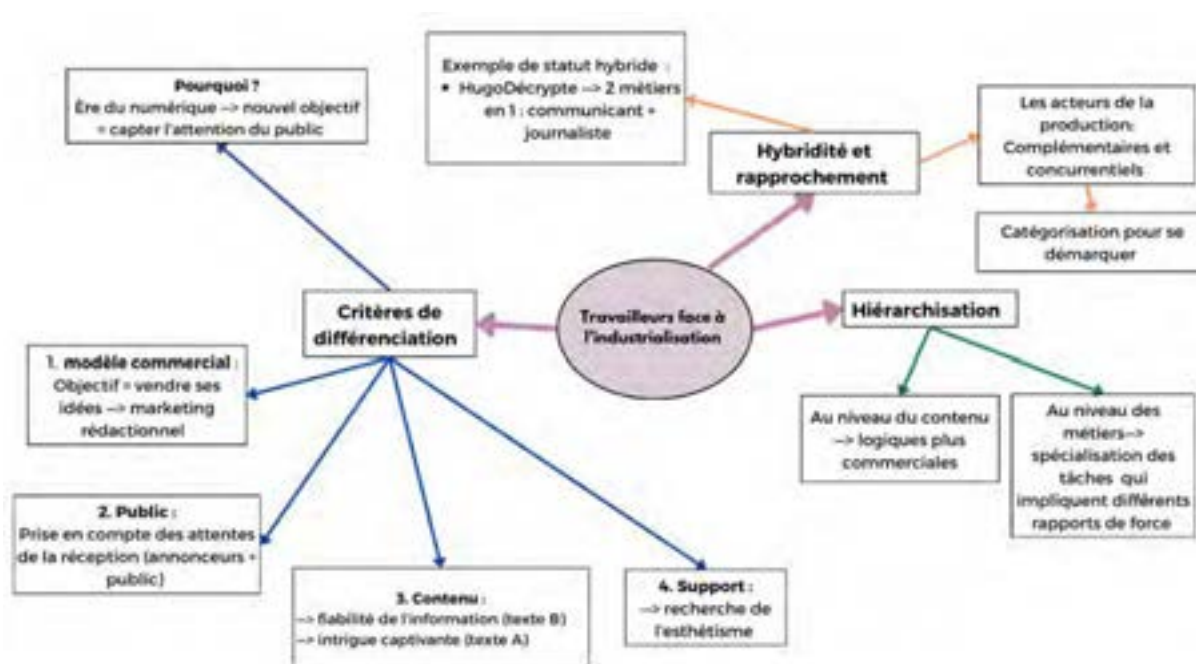 Exemple de statut hybride :
• HugoDécrypte --> 2 métiers
en 1 : communicant +
journaliste
Pourquoi ?
Ère du numérique --> nouvel objectif
= capter l'attention du public
Les acteurs de la
production:
Complémentaires et
concurrentiels
Hybridité et
rapprochement
Catégorisation pour se
démarquer
Critères de
différenciation
Travailleurs face à
l'industrialisation
Hiérarchisation
1. modèle commercial :
Objectif = vendre ses
idées --> marketing
rédactionnel
Au niveau du contenu
--> logiques plus
commerciales
Au niveau des
métiers-->
spécialisation des
tâches qui
impliquent différents
rapports de force
2. Public :
Prise en compte des attentes
de la réception (annonceurs +
public)
3. Contenu :
--> fiabilité de l'information (texte B)
--> intrigue captivante (texte A)
4. Support :
--> recherche de
l'esthétisme